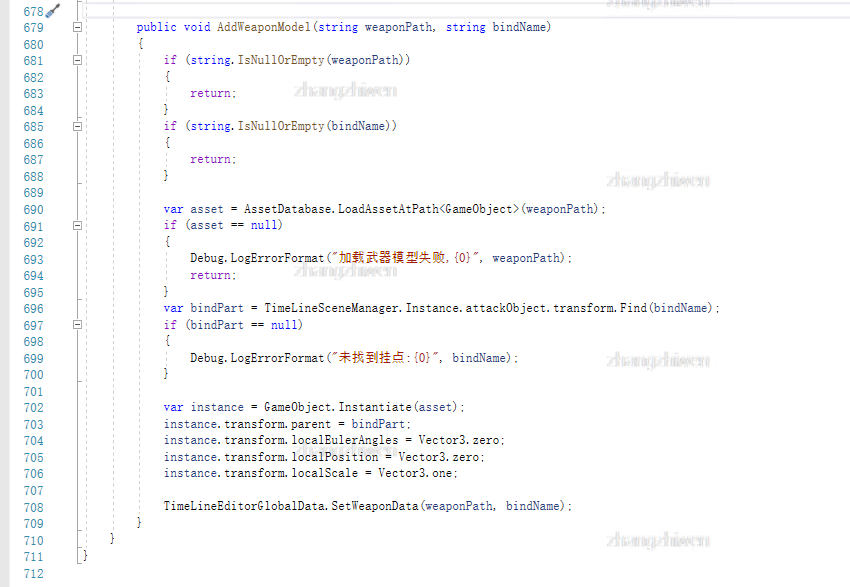 678
679 public void AddWeaponModel(string weaponPath, string bindName)
680 {
681 if (string.IsNullOrEmpty(weaponPath))
682 {
683 return;
684 }
685 if (string.IsNullOrEmpty(bindName))
686 {
687 return;
688 }
689
690 var asset = AssetDatabase.LoadAssetAtPath<GameObject>(weaponPath);
691 if (asset == null)
692 {
693 Debug.LogErrorFormat("加载武器模型失败,{0}", weaponPath);
694 return;
695 }
696 var bindPart = TimeLineSceneManager.Instance.attackObject.transform.Find(bindName);
697 if (bindPart == null)
698 {
699 Debug.LogErrorFormat("未找到挂点:{0}", bindName);
700 }
701
702 var instance = GameObject.Instantiate(asset);
703 instance.transform.parent = bindPart;
704 instance.transform.localEulerAngles = Vector3.zero;
705 instance.transform.localPosition = Vector3.zero;
706 instance.transform.localScale = Vector3.one;
707
708 TimeLineEditorGlobalData.SetWeaponData(weaponPath, bindName);
709 }
710 }
711 }
712